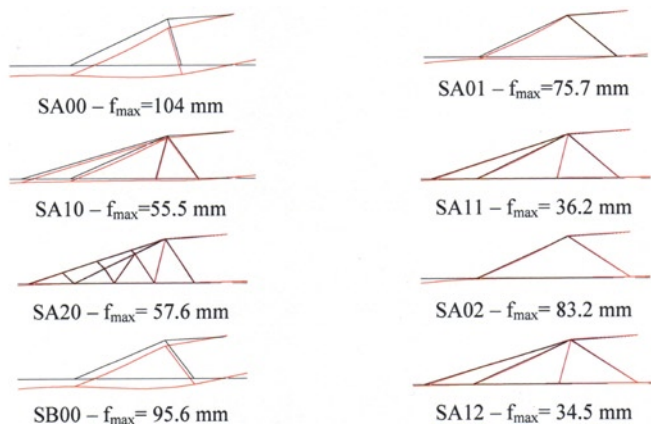 SA00 – fmax=104 mm
SA01 – fmax=75.7 mm
SA10 – fmax=55.5 mm
SA11 – fmax= 36.2 mm
SA20 – fmax= 57.6 mm
SA02 – fmax= 83.2 mm
SB00 – fmax= 95.6 mm
SA12 – fmax= 34.5 mm